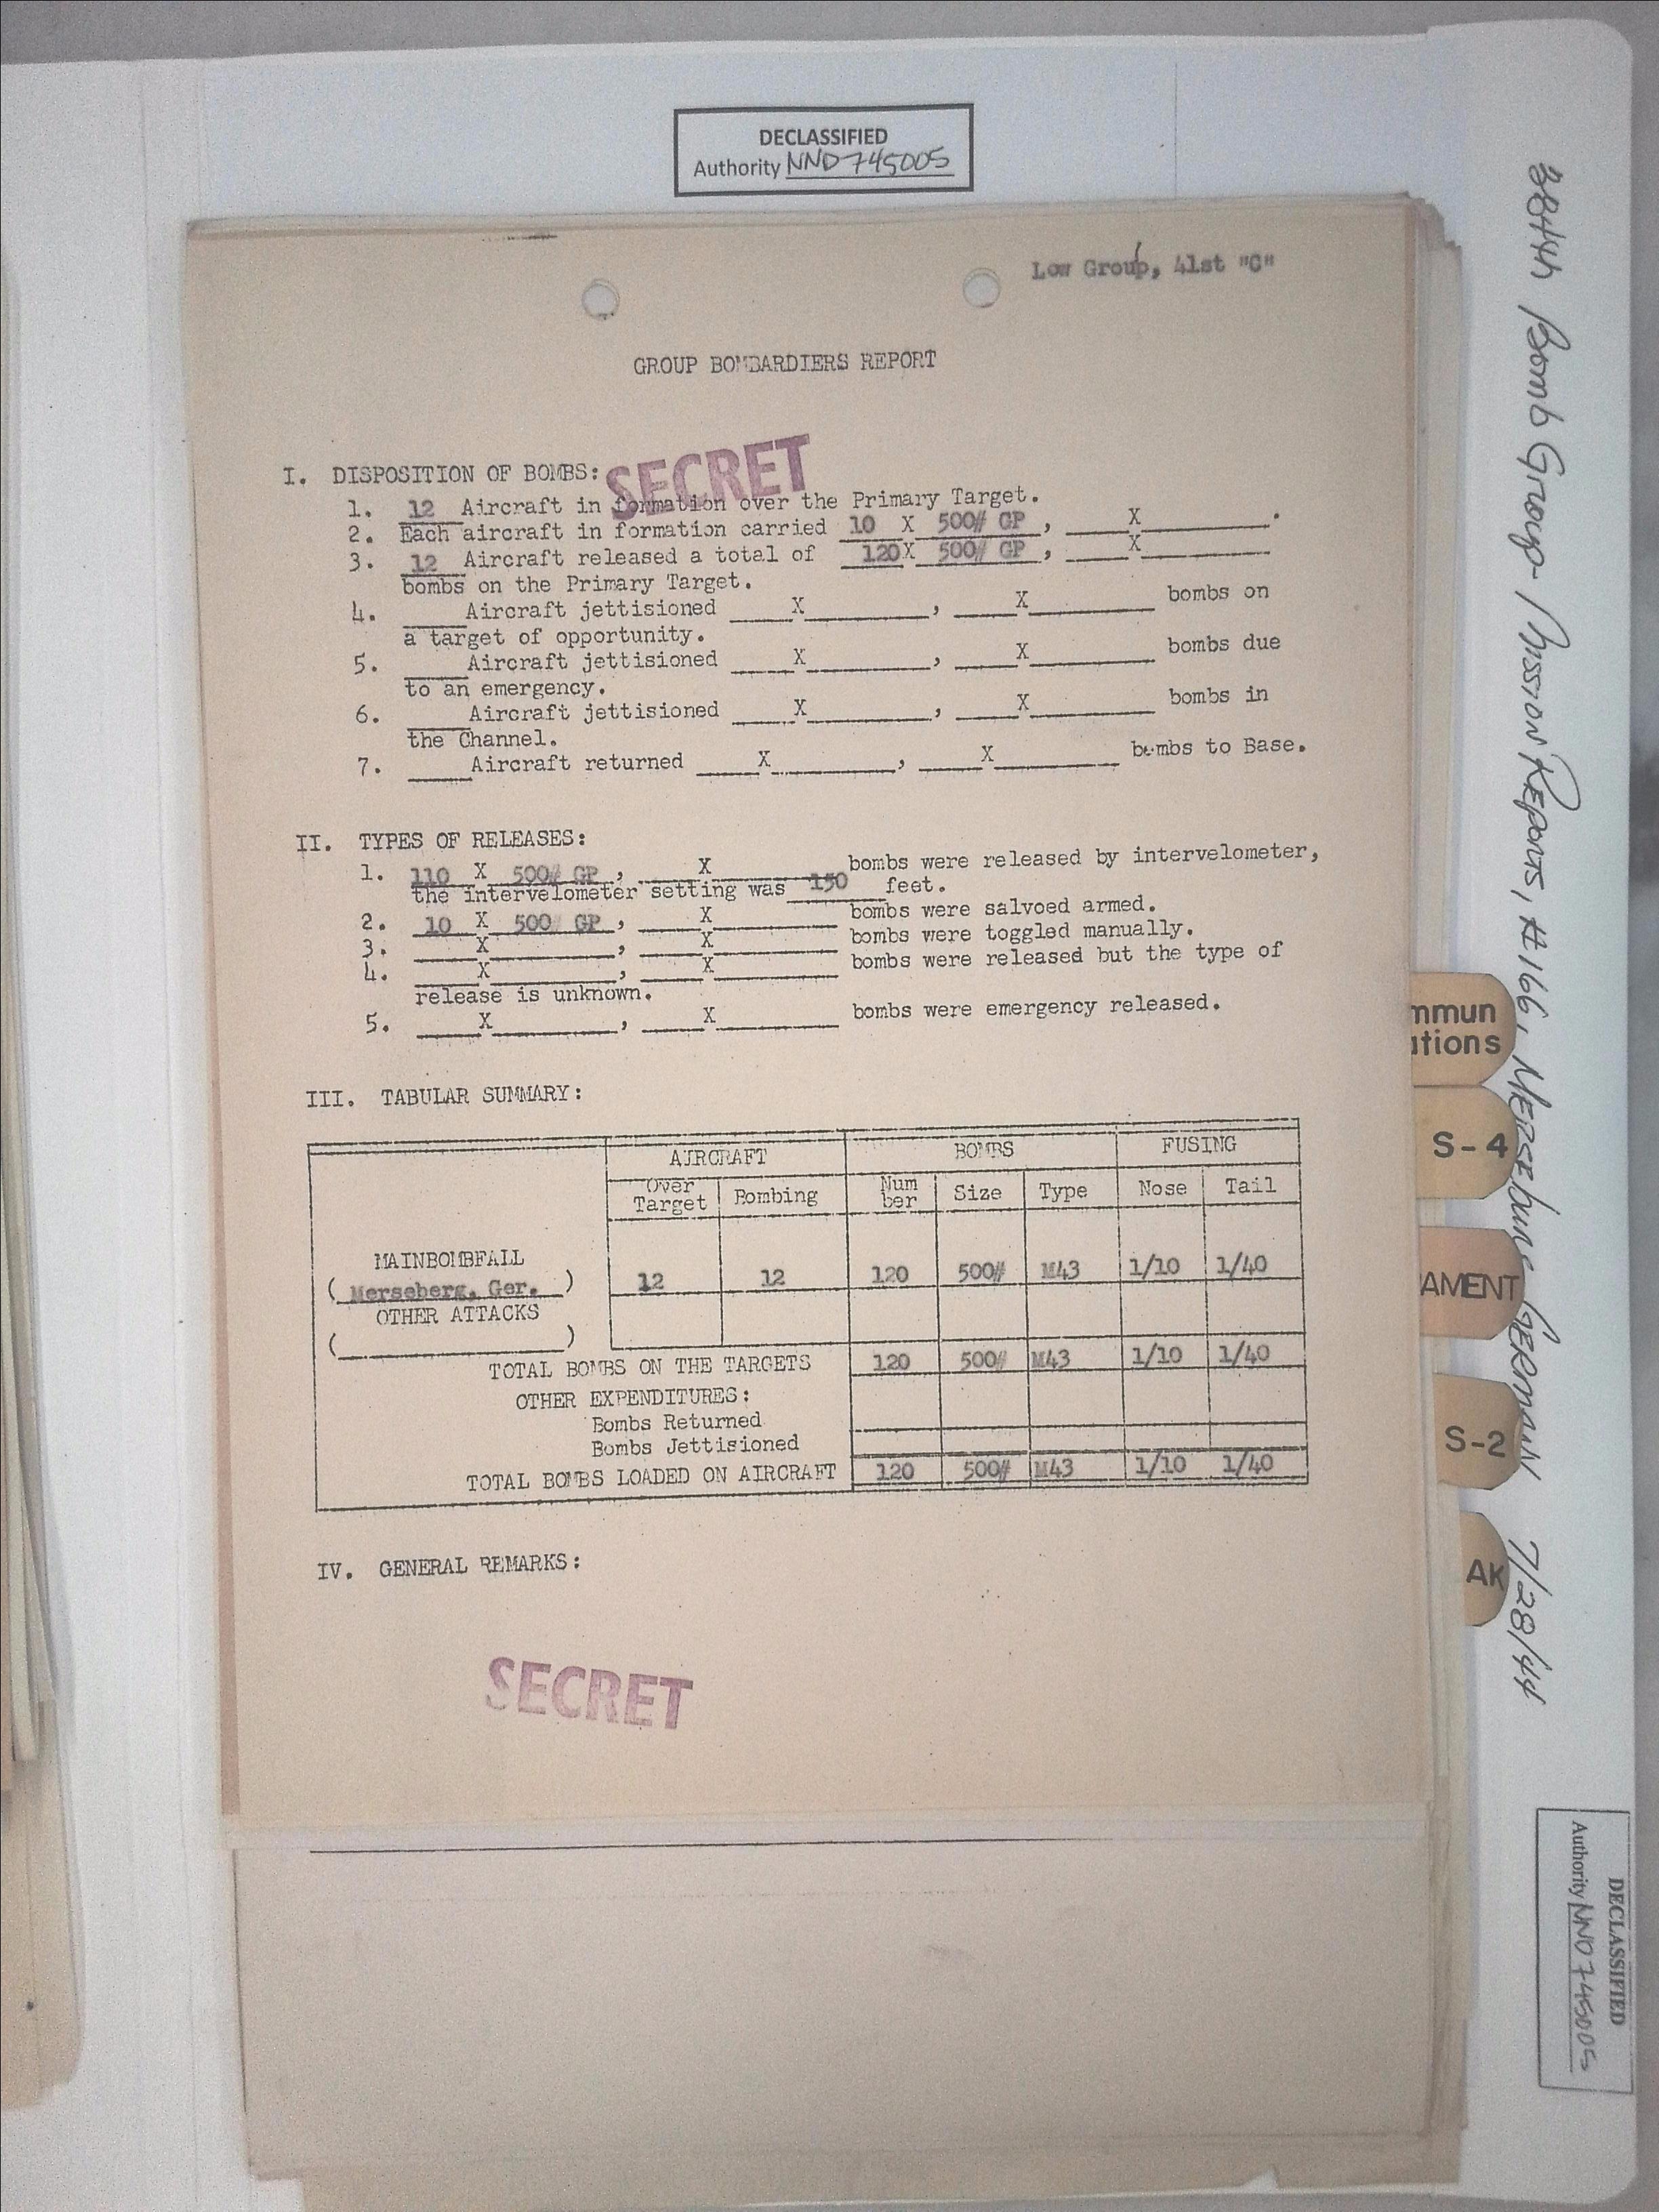 DECLASSIFIED
Authority NND 745005
Low Group, 41st "C"
GROUP BOMBARDIERS REPORT
SECRET
I. DISPOSITION OF BOMBS:
1. 12 Aircraft in formation over the Primary Target.
2. Each aircraft in formation carried 10 X 500# GP, X .
3. 12 Aircraft released a total of 120 X 500# GP, X
bombs on the Primary Target.
4. Aircraft jettisioned X , X bombs on
a target of opportunity.
5. Aircraft jettisioned X , X bombs due
to an emergency.
6. Aircraft jettisioned X , X bombs in
the Channel.
7. Aircraft returned X , X bombs to Base.
II. TYPES OF RELEASES:
1. 110 X 500# GP, X bombs were released by intervelometer,
the intervelometer setting was 150 feet.
2. 10 X 500# GP, X bombs were salvoed armed.
3. X , X bombs were toggled manually.
4. X , X bombs were released but the type of
release is unknown.
5. X , X bombs were emergency released.
III. TABULAR SUMMARY:
AIRCRAFT BOMBS FUSING
Over Target Bombing Num ber Size Type Nose Tail
MAINBOMBFALL
( Merseberg, Ger. ) 12 12 120 500# M43 1/10 1/40
OTHER ATTACKS
( )
TOTAL BOMBS ON THE TARGETS 120 500# M43 1/10 1/40
OTHER EXPENDITURES:
Bombs Returned
Bombs Jettisioned
TOTAL BOMBS LOADED ON AIRCRAFT 120 500# M43 1/10 1/40
IV. GENERAL REMARKS:
SECRET
384th Bomb Group - Mission Reports, #166, Merseburg German 7/28/44
mmun
ations
S-4
AMENT
S-2
AK
DECLASSIFIED
Authority NND 745005